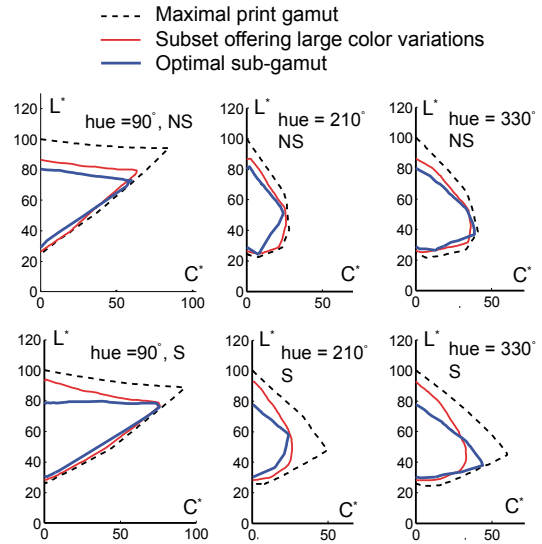 Maximal print gamut
Subset offering large color variations
Optimal sub-gamut
L*
hue =90°, NS
120
100
80
60
40
20
0
0
50
100
C*
L*
hue = 210°
NS
120
100
80
60
40
20
0
0
50
C*
L*
hue = 330°
NS
120
100
80
60
40
20
0
0
50
C*
L*
hue =90°, S
120
100
80
60
40
20
0
0
50
100
C*
L*
hue = 210°
S
120
100
80
60
40
20
0
0
50
C*
L*
hue = 330°
S
120
100
80
60
40
20
0
0
50
C*